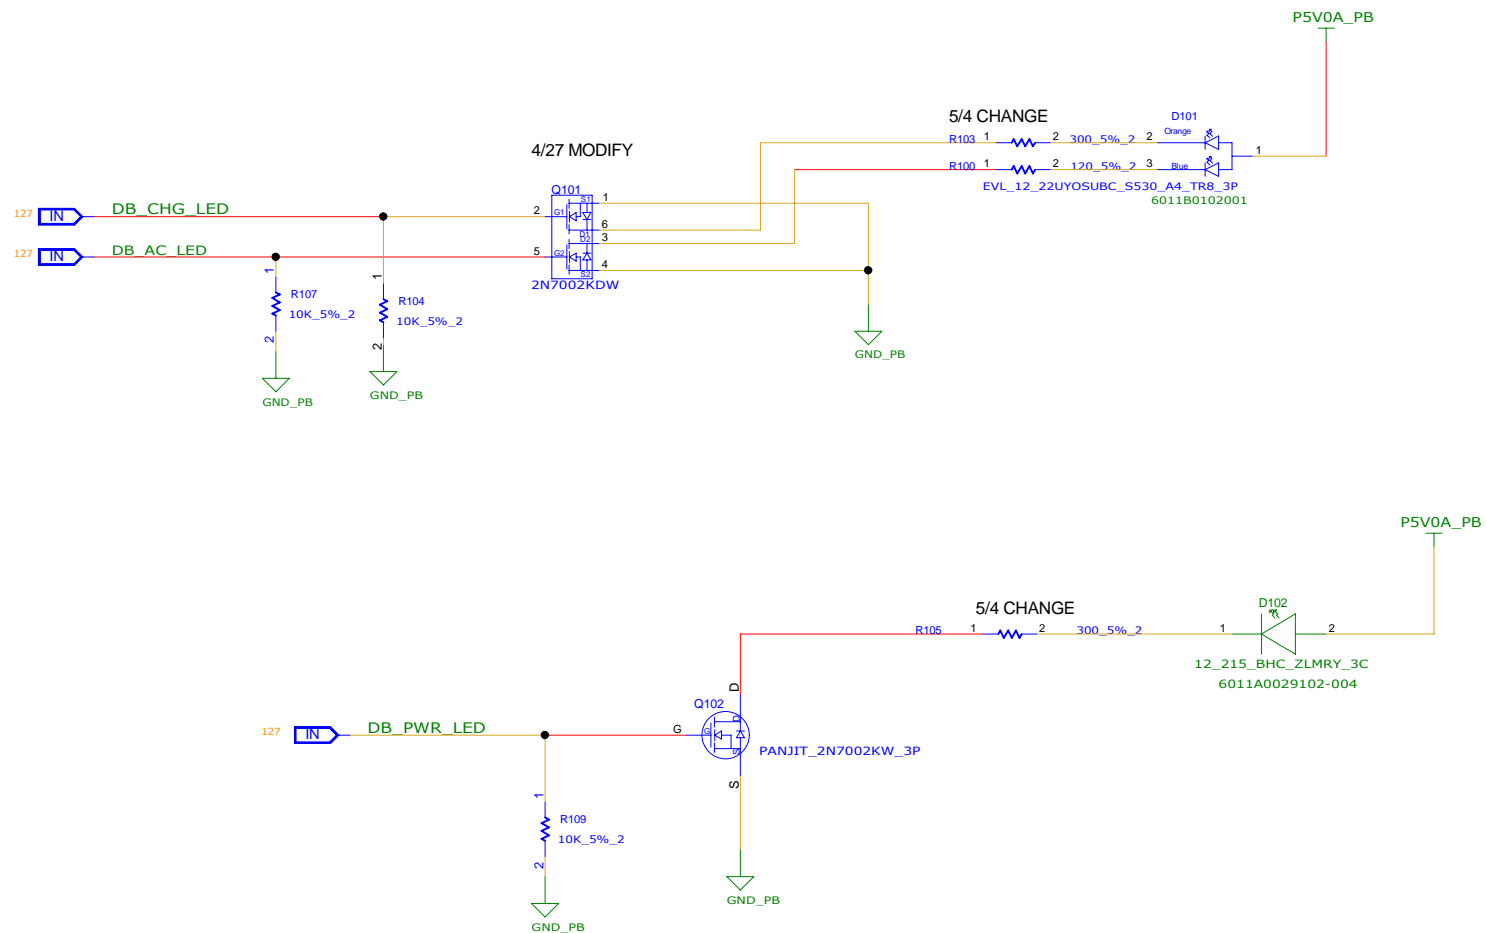 P5V0A_PB
5/4 CHANGE
D101
Orange
R103 1 2 300_5%_2 2
1
R100 1 2 120_5%_2 3 Blue
EVL_12_22UYOSUBC_S530_A4_TR8_3P
6011B0102001
4/27 MODIFY
Q101
S1 1
127 IN DB_CHG_LED 2 G1
D1 6
D2 3
127 IN DB_AC_LED 5 G2
S2 4
2N7002KDW
1
R107
10K_5%_2
2
GND_PB
1
R104
10K_5%_2
2
GND_PB
GND_PB
P5V0A_PB
5/4 CHANGE
D102
R105 1 2 300_5%_2 1 2
12_215_BHC_ZLMRY_3C
6011A0029102-004
D
Q102
D
127 IN DB_PWR_LED G G
S
PANJIT_2N7002KW_3P
S
1
R109
10K_5%_2
2
GND_PB
GND_PB